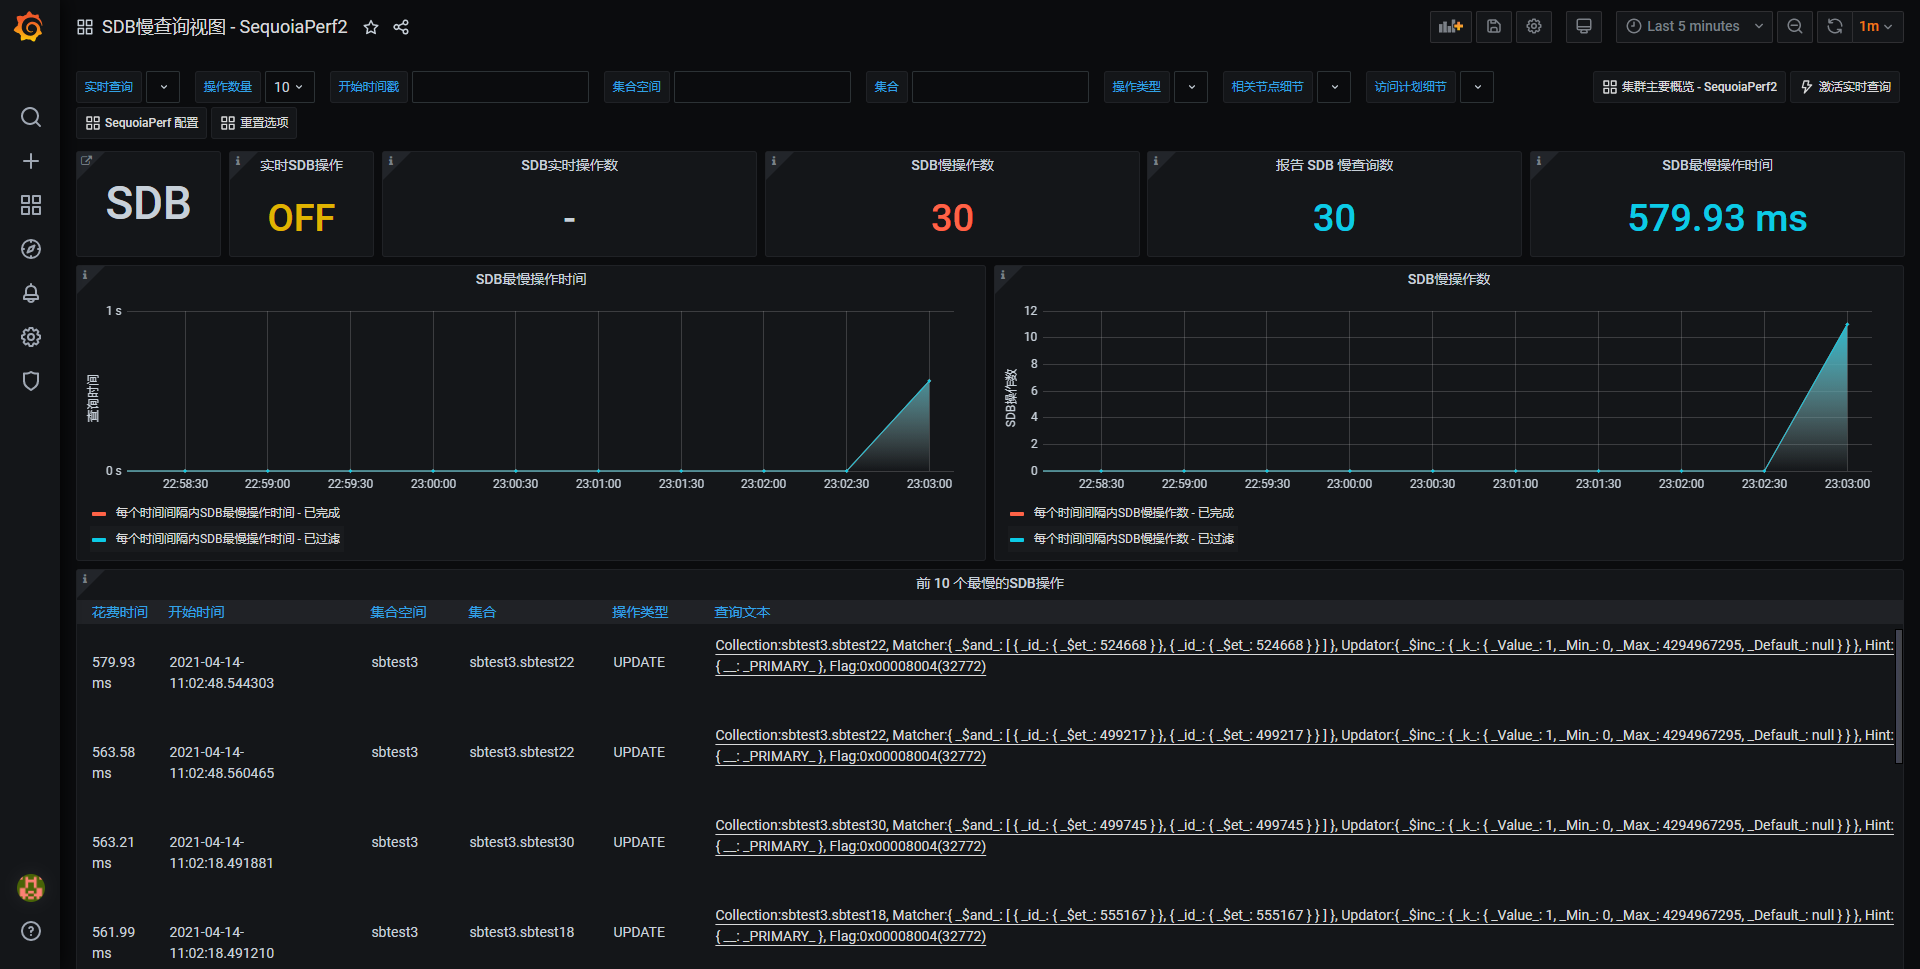 SDB慢查询视图 - SequoiaPerf2
Last 5 minutes
1m
实时查询
操作数量
10
开始时间戳
集合空间
集合
操作类型
相关节点细节
访问计划细节
集群主要概览 - SequoiaPerf2
激活实时查询
SequoiaPerf 配置
重置选项
SDB
实时SDB操作
OFF
SDB实时操作数
-
SDB慢操作数
30
报告 SDB 慢查询数
30
SDB最慢操作时间
579.93 ms
SDB最慢操作时间
查询时间
1 s
0 s
22:58:30 22:59:00 22:59:30 23:00:00 23:00:30 23:01:00 23:01:30 23:02:00 23:02:30 23:03:00
每个时间间隔内SDB最慢操作时间 - 已完成
每个时间间隔内SDB最慢操作时间 - 已过滤
SDB慢操作数
SDB操作数
12
10
8
6
4
2
0
22:58:30 22:59:00 22:59:30 23:00:00 23:00:30 23:01:00 23:01:30 23:02:00 23:02:30 23:03:00
每个时间间隔内SDB慢操作数 - 已完成
每个时间间隔内SDB慢操作数 - 已过滤
前 10 个最慢的SDB操作
花费时间 开始时间 集合空间 集合 操作类型 查询文本
579.93 ms
2021-04-14-11:02:48.544303
sbtest3
sbtest3.sbtest22
UPDATE
Collection:sbtest3.sbtest22, Matcher:{ _$and_: [ { _id_: { _$et_: 524668 } }, { _id_: { _$et_: 524668 } } ] }, Updator:{ _$inc_: { _k_: { _Value_: 1, _Min_: 0, _Max_: 4294967295, _Default_: null } } }, Hint:
{ __: _PRIMARY_ }, Flag:0x00008004(32772)
563.58 ms
2021-04-14-11:02:48.560465
sbtest3
sbtest3.sbtest22
UPDATE
Collection:sbtest3.sbtest22, Matcher:{ _$and_: [ { _id_: { _$et_: 499217 } }, { _id_: { _$et_: 499217 } } ] }, Updator:{ _$inc_: { _k_: { _Value_: 1, _Min_: 0, _Max_: 4294967295, _Default_: null } } }, Hint:
{ __: _PRIMARY_ }, Flag:0x00008004(32772)
563.21 ms
2021-04-14-11:02:18.491881
sbtest3
sbtest3.sbtest30
UPDATE
Collection:sbtest3.sbtest30, Matcher:{ _$and_: [ { _id_: { _$et_: 499745 } }, { _id_: { _$et_: 499745 } } ] }, Updator:{ _$inc_: { _k_: { _Value_: 1, _Min_: 0, _Max_: 4294967295, _Default_: null } } }, Hint:
{ __: _PRIMARY_ }, Flag:0x00008004(32772)
561.99 ms
2021-04-14-11:02:18.491210
sbtest3
sbtest3.sbtest18
UPDATE
Collection:sbtest3.sbtest18, Matcher:{ _$and_: [ { _id_: { _$et_: 555167 } }, { _id_: { _$et_: 555167 } } ] }, Updator:{ _$inc_: { _k_: { _Value_: 1, _Min_: 0, _Max_: 4294967295, _Default_: null } } }, Hint:
{ __: _PRIMARY_ }, Flag:0x00008004(32772)